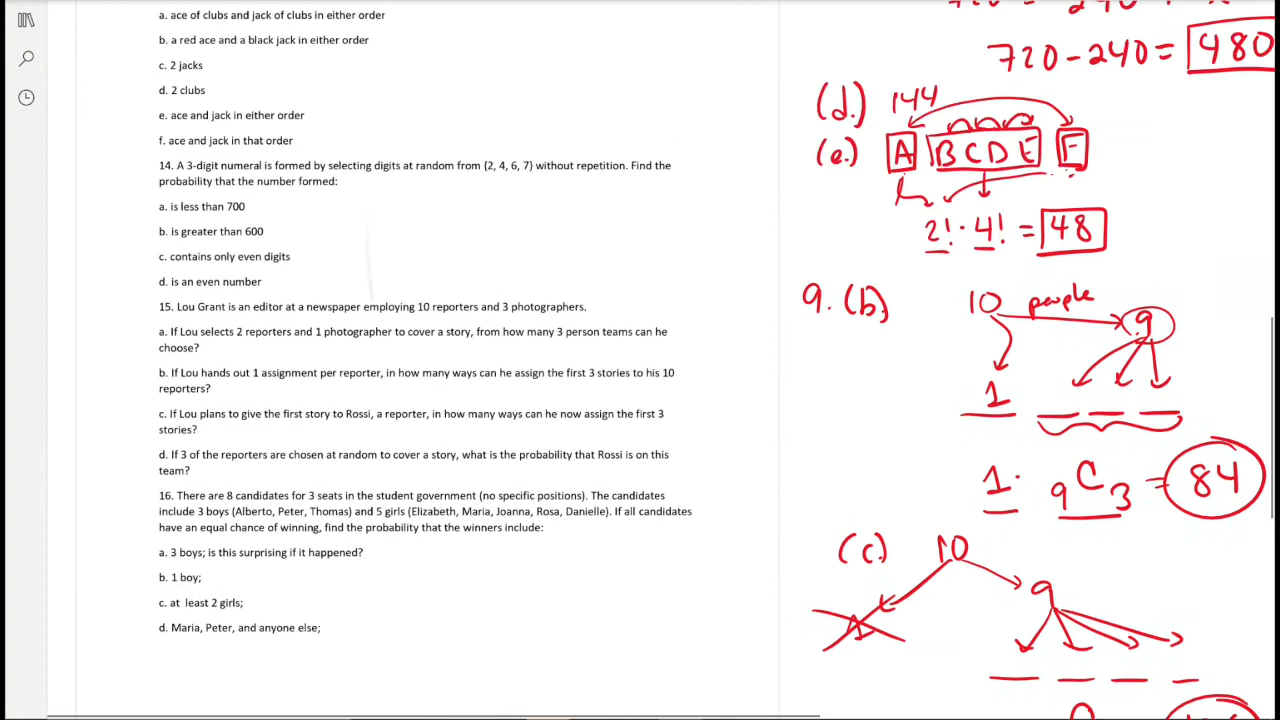 a. ace of clubs and jack of clubs in either order
b. a red ace and a black jack in either order
c. 2 jacks
d. 2 clubs
e. ace and jack in either order
f. ace and jack in that order
14. A 3-digit numeral is formed by selecting digits at random from {2, 4, 6, 7} without repetition. Find the
probability that the number formed:
a. is less than 700
b. is greater than 600
c. contains only even digits
d. is an even number
15. Lou Grant is an editor at a newspaper employing 10 reporters and 3 photographers.
a. If Lou selects 2 reporters and 1 photographer to cover a story, from how many 3 person teams can he
choose?
b. If Lou hands out 1 assignment per reporter, in how many ways can he assign the first 3 stories to his 10
reporters?
c. If Lou plans to give the first story to Rossi, a reporter, in how many ways can he now assign the first 3
stories?
d. If 3 of the reporters are chosen at random to cover a story, what is the probability that Rossi is on this
team?
16. There are 8 candidates for 3 seats in the student government (no specific positions). The candidates
include 3 boys (Alberto, Peter, Thomas) and 5 girls (Elizabeth, Maria, Joanna, Rosa, Danielle). If all candidates
have an equal chance of winning, find the probability that the winners include:
a. 3 boys; is this surprising if it happened?
b. 1 boy;
c. at least 2 girls;
d. Maria, Peter, and anyone else;
720 - 240 = 480
(d.) 144
(e.) A B C D E F
2! · 4! = 48
9. (b) 10 people 9
1
1 · 9C3 = 84
(c) 10
9
1